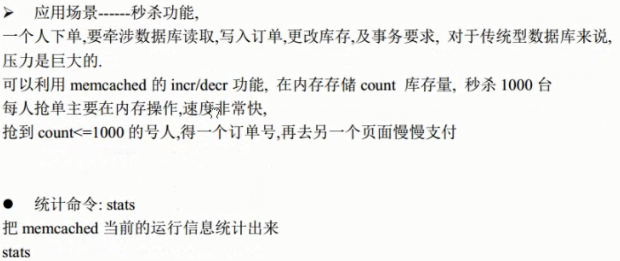 ➢ 应用场景------秒杀功能,
一个人下单,要牵涉数据库读取,写入订单,更改库存,及事务要求, 对于传统型数据库来说,
压力是巨大的.
可以利用 memcached 的 incr/decr 功能, 在内存存储 count 库存量, 秒杀 1000 台
每人抢单主要在内存操作,速度非常快,
抢到 count<=1000 的号人,得一个订单号,再去另一个页面慢慢支付
● 统计命令: stats
把 memcached 当前的运行信息统计出来
stats